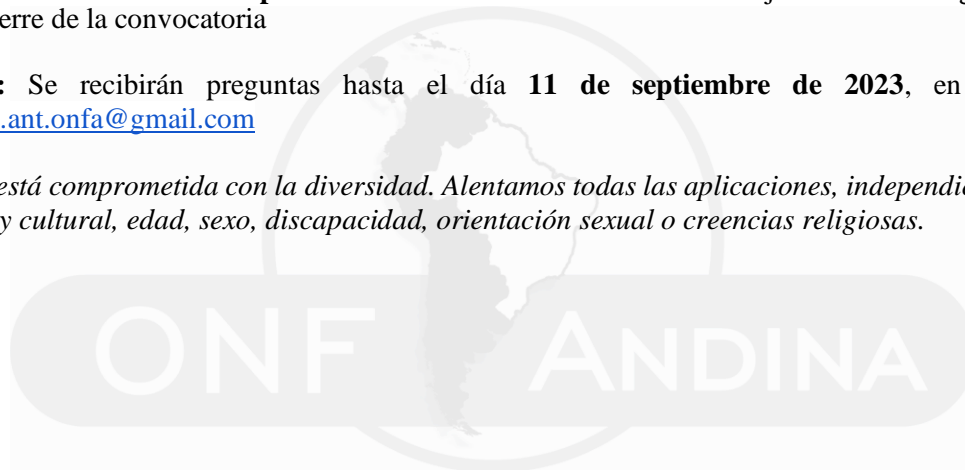 erre de la convocatoria
: Se recibirán preguntas hasta el día 11 de septiembre de 2023, en
.ant.onfa@gmail.com
está comprometida con la diversidad. Alentamos todas las aplicaciones, independi
y cultural, edad, sexo, discapacidad, orientación sexual o creencias religiosas.
ONF ANDINA